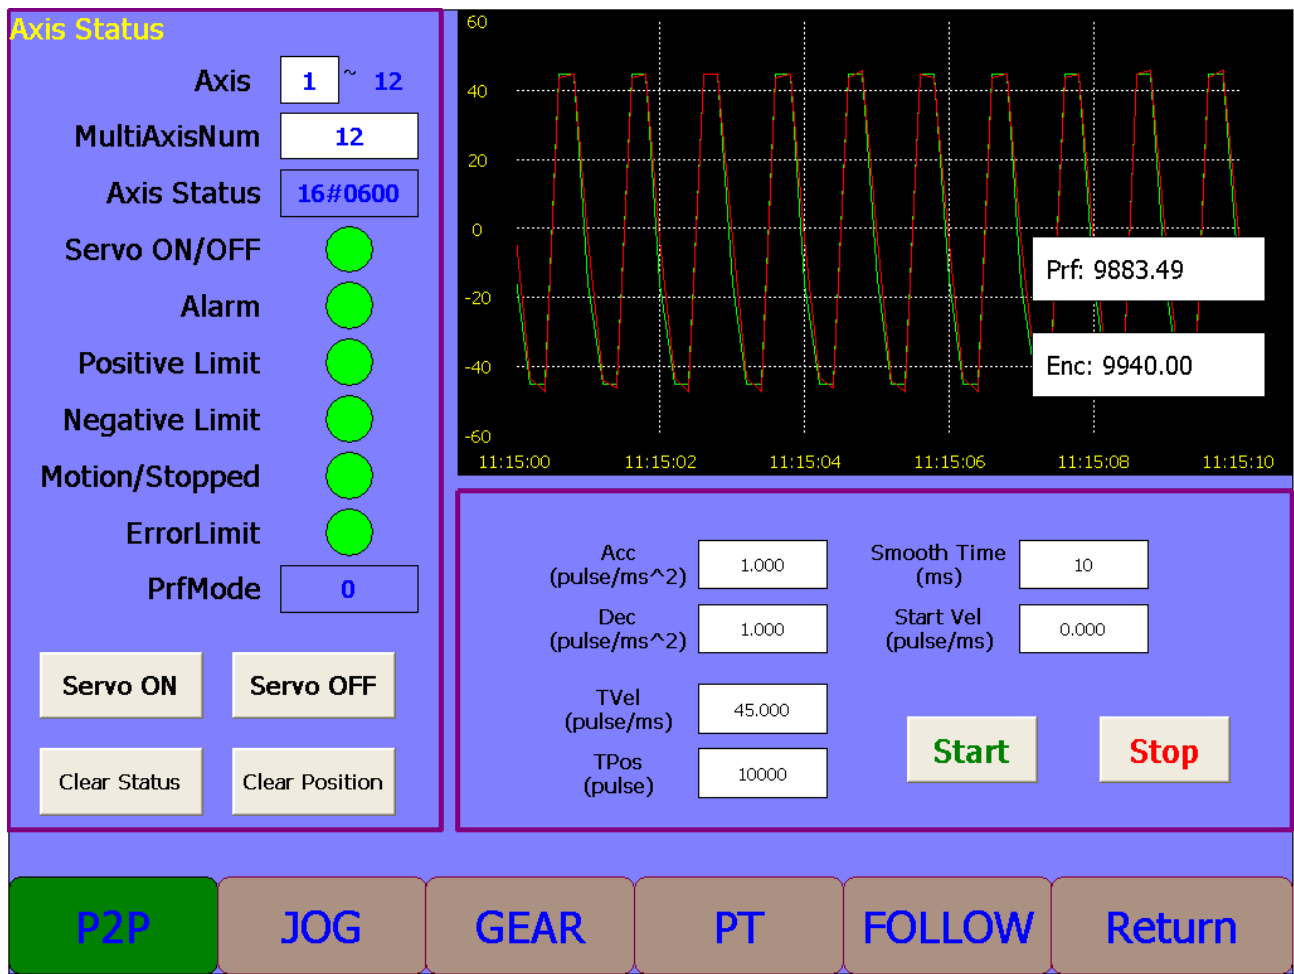 Axis Status
Axis 1 ~ 12
MultiAxisNum 12
Axis Status 16#0600
Servo ON/OFF
Alarm
Positive Limit
Negative Limit
Motion/Stopped
ErrorLimit
PrfMode 0
Servo ON Servo OFF
Clear Status Clear Position
60
40
20
0
-20
-40
-60
Prf: 9883.49
Enc: 9940.00
11:15:00 11:15:02 11:15:04 11:15:06 11:15:08 11:15:10
Acc
(pulse/ms^2) 1.000
Smooth Time
(ms) 10
Dec
(pulse/ms^2) 1.000
Start Vel
(pulse/ms) 0.000
TVel
(pulse/ms) 45.000
TPos
(pulse) 10000
Start Stop
P2P JOG GEAR PT FOLLOW Return